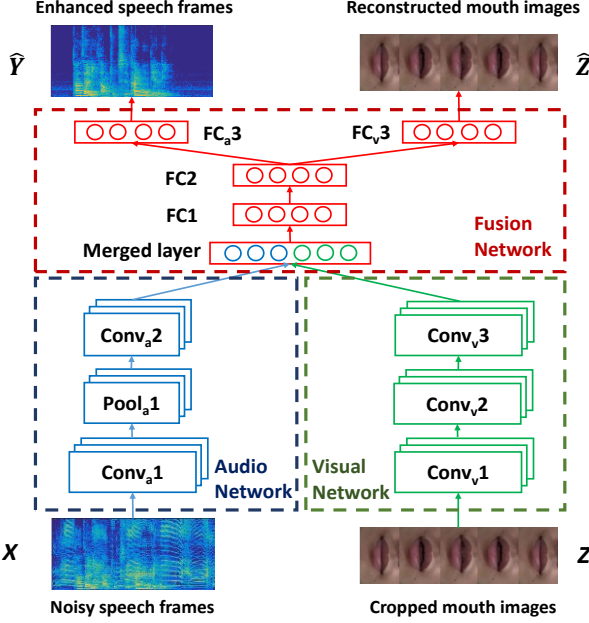 Enhanced speech frames
Reconstructed mouth images
Ŷ
Ẑ
FCa3
FCv3
FC2
FC1
Merged layer
Fusion
Network
Conva2
Poola1
Conva1
Audio
Network
Convv3
Convv2
Convv1
Visual
Network
X
Z
Noisy speech frames
Cropped mouth images